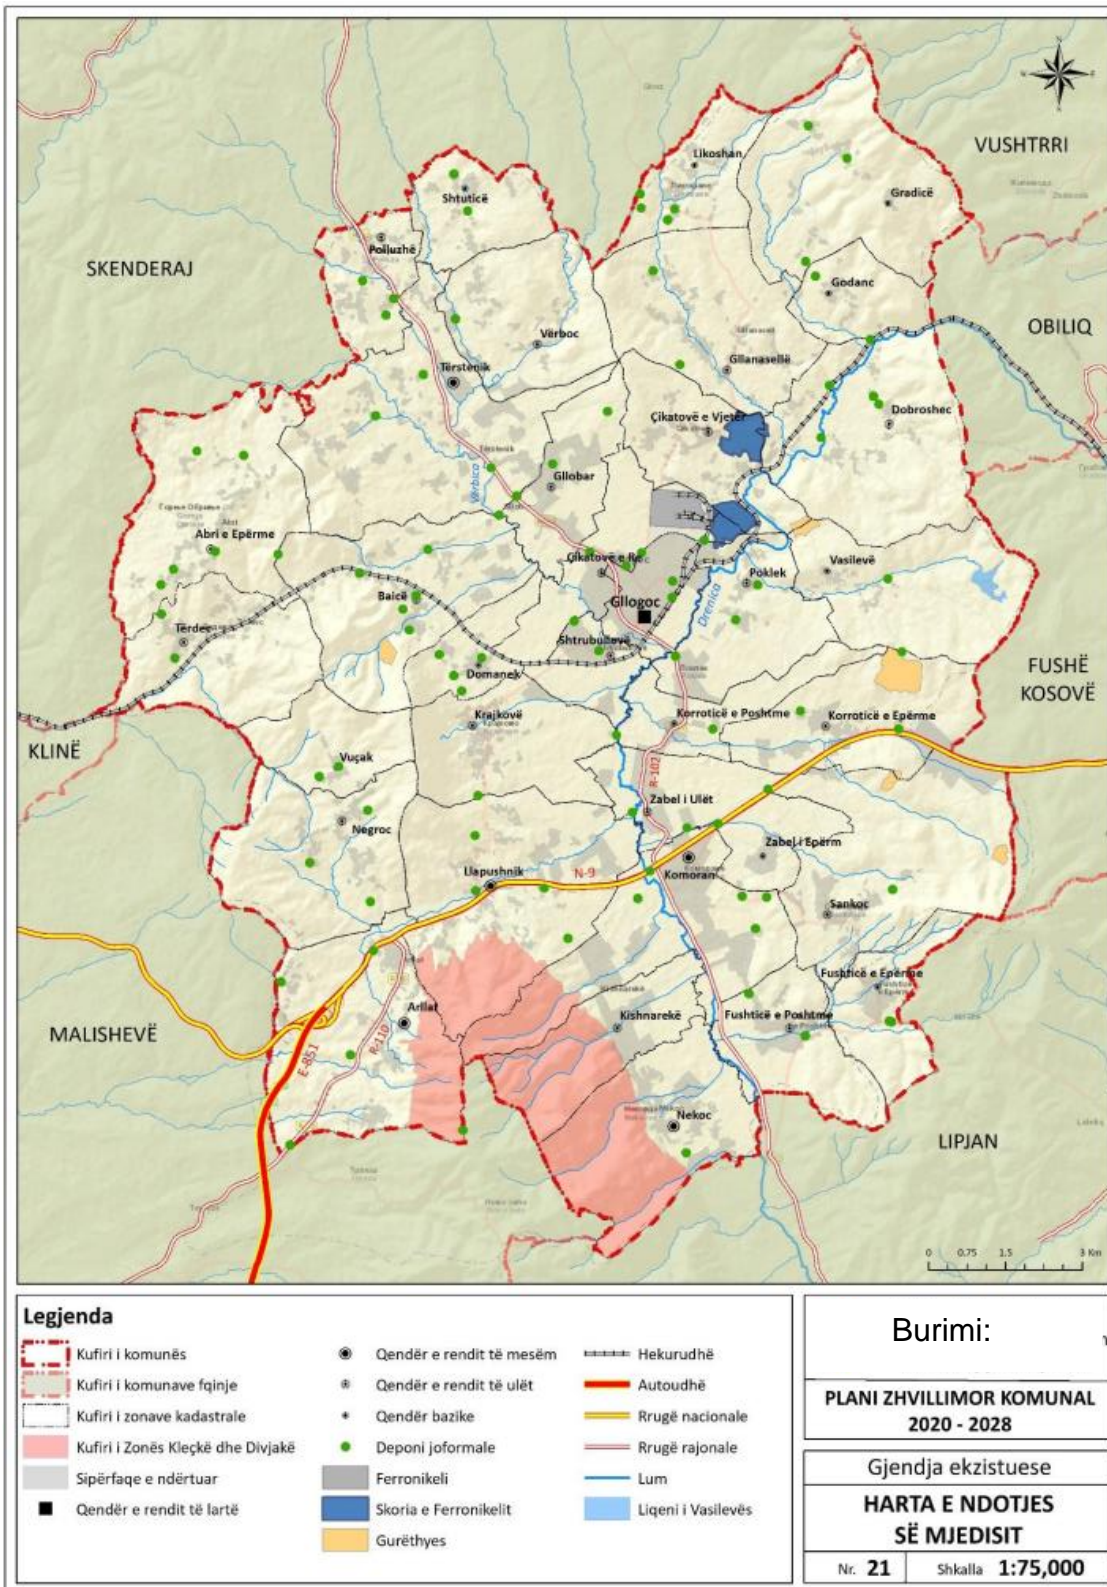 N
VUSHTRRI
Likoshan
Gradicë
Shtuticë
Polluzhë
SKENDERAJ
Godanc
OBILIQ
Vërboc
Gllanasellë
Tërstenik
Çikatovë e Vjetër
Dobroshec
Gllobar
Vërbica
Abri e Epërme
Çikatovë e Re
Vasilevë
Poklek
Baicë
Gllogoc
Drenica
Tërdec
Shtrubullovë
Domanek
FUSHË
KOSOVË
Krajkovë
Korroticë e Poshtme
Korroticë e Epërme
KLINË
Vuçak
R-102
Zabel i Ulët
Negroc
Zabel i Epërm
Llapushnik
N-9
Komoran
Sankoc
Fushticë e Epërme
MALISHEVË
Arllat
Kishnarekë
Fushticë e Poshtme
E-851
R-110
Nekoc
LIPJAN
0 0.75 1.5 3 Km
Legjenda
Kufiri i komunës
Kufiri i komunave fqinje
Kufiri i zonave kadastrale
Kufiri i Zonës Kleçkë dhe Divjakë
Sipërfaqe e ndërtuar
Qendër e rendit të lartë
Qendër e rendit të mesëm
Qendër e rendit të ulët
Qendër bazike
Deponi joformale
Ferronikeli
Skoria e Ferronikelit
Gurëthyes
Hekurudhë
Autoudhë
Rrugë nacionale
Rrugë rajonale
Lum
Liqeni i Vasilevës
Burimi:
PLANI ZHVILLIMOR KOMUNAL
2020 - 2028
Gjendja ekzistuese
HARTA E NDOTJES
SË MJEDISIT
Nr. 21 Shkalla 1:75,000